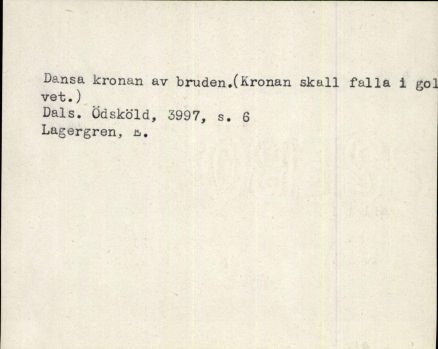 Dansa kronan av bruden.(Kronan skall falla i gol
vet.)
Dals. Ödsköld, 3997, s. 6
Lagergren,